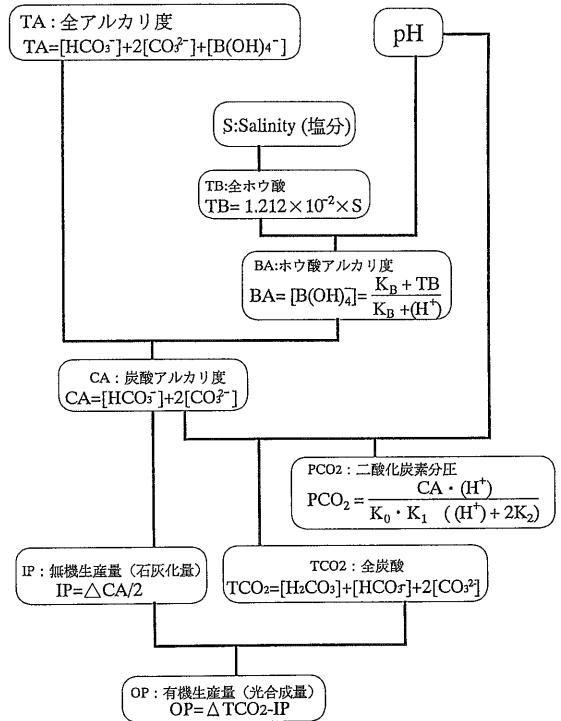 TA：全アルカリ度
TA=[HCO₃⁻]+2[CO₃²⁻]+[B(OH)₄⁻]
pH
S:Salinity (塩分)
TB:全ホウ酸
TB= 1.212×10⁻²×S
BA:ホウ酸アルカリ度
BA= [B(OH)₄⁻]= (K_B + TB) / (K_B +(H⁺))
CA：炭酸アルカリ度
CA=[HCO₃⁻]+2[CO₃²⁻]
PCO2：二酸化炭素分圧
PCO₂ = CA・(H⁺) / K₀・K₁ ((H⁺)+2K₂)
IP：無機生産量（石灰化量）
IP=△CA/2
TCO2：全炭酸
TCO₂=[H₂CO₃]+[HCO₃⁻]+2[CO₃²⁻]
OP：有機生産量（光合成量）
OP=△TCO₂-IP